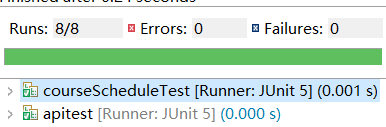 Runs: 8/8 Errors: 0 Failures: 0
courseScheduleTest [Runner: JUnit 5] (0.001 s)
apitest [Runner: JUnit 5] (0.000 s)